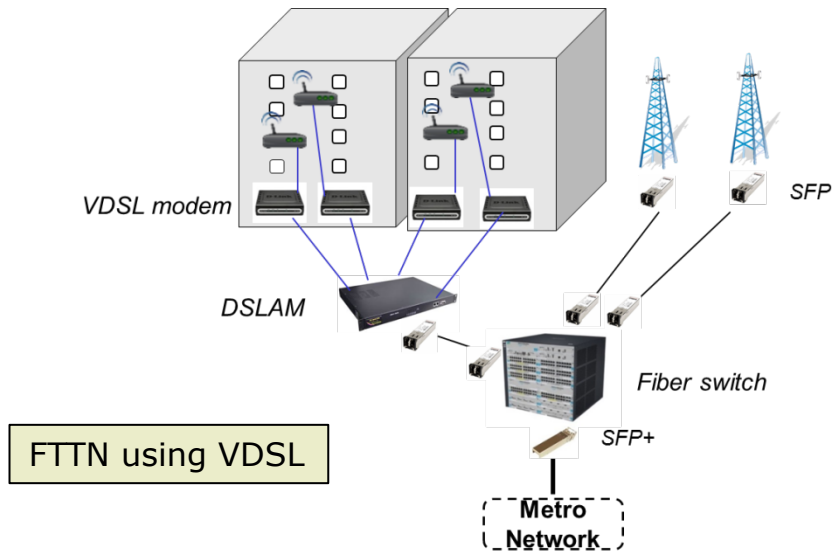 VDSL modem
SFP
DSLAM
Fiber switch
SFP+
FTTN using VDSL
Metro
Network